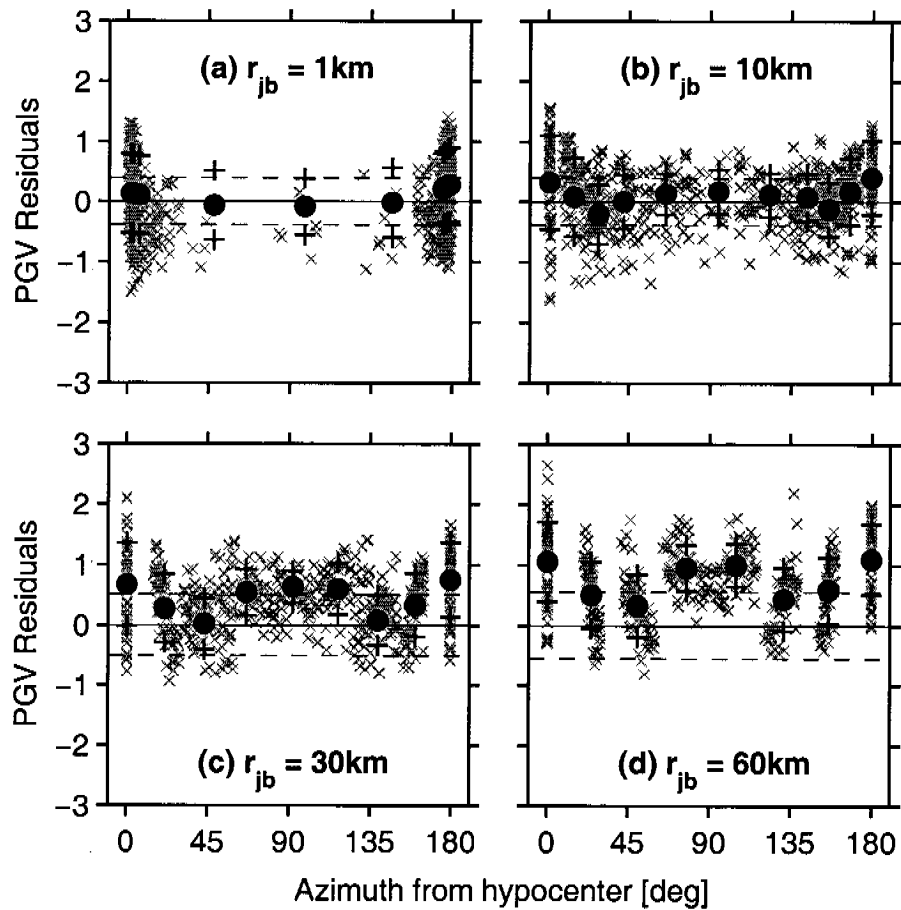 3
2
1
0
−1
−2
−3
PGV Residuals
(a) r_jb = 1km
(b) r_jb = 10km
3
2
1
0
−1
−2
−3
PGV Residuals
(c) r_jb = 30km
(d) r_jb = 60km
0 45 90 135 180
0 45 90 135 180
Azimuth from hypocenter [deg]